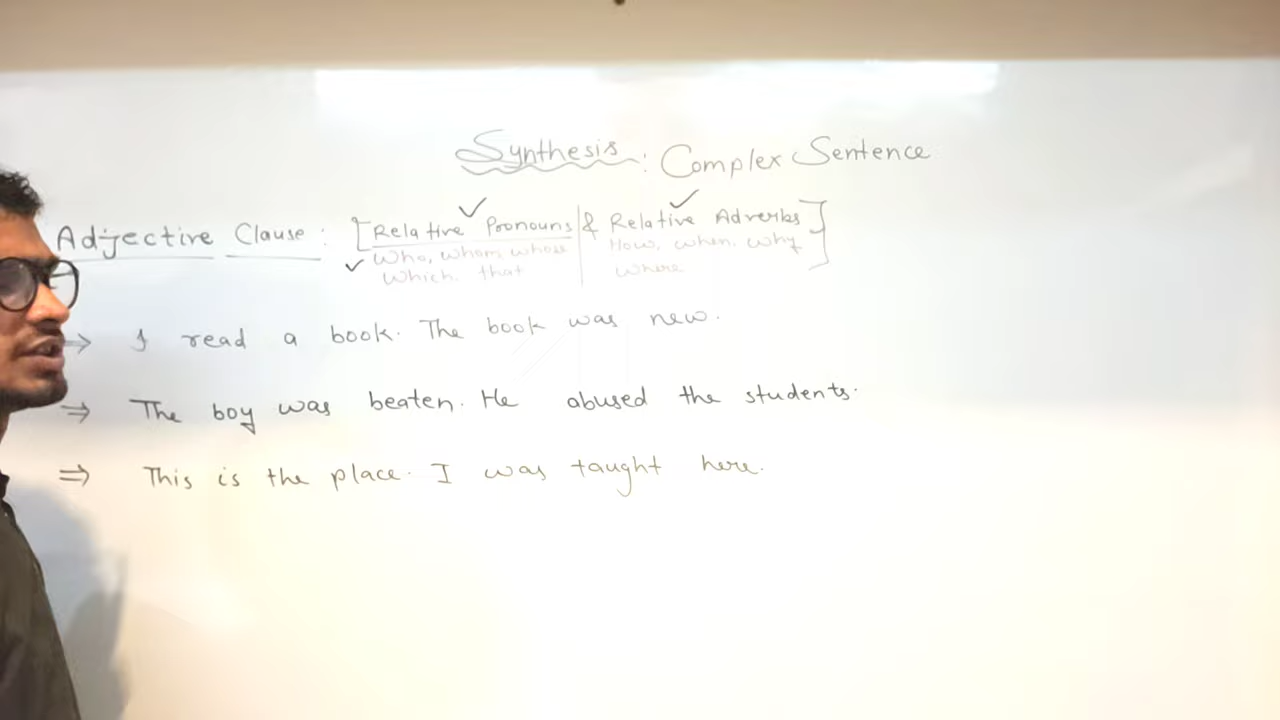 Synthesis : Complex Sentence
Adjective Clause : [Relative Pronouns & Relative Adverbs]
Who, whom whose How, when. why
Which. that where
⇒ I read a book. The book was new.
⇒ The boy was beaten. He abused the students.
⇒ This is the place. I was taught here.